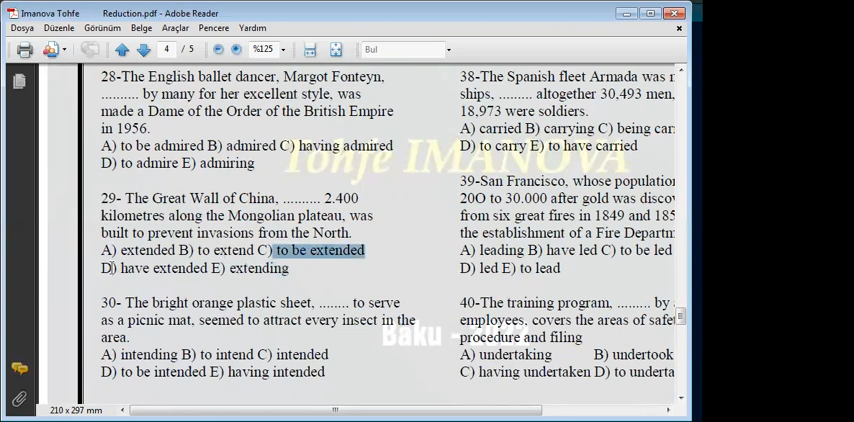 Imanova Tohfe Reduction.pdf - Adobe Reader
Dosya Düzenle Görünüm Belge Araçlar Pencere Yardım
4 / 5 %125 Bul
28-The English ballet dancer, Margot Fonteyn,
.......... by many for her excellent style, was
made a Dame of the Order of the British Empire
in 1956.
A) to be admired B) admired C) having admired
D) to admire E) admiring
29- The Great Wall of China, .......... 2.400
kilometres along the Mongolian plateau, was
built to prevent invasions from the North.
A) extended B) to extend C) to be extended
D) have extended E) extending
30- The bright orange plastic sheet, ........ to serve
as a picnic mat, seemed to attract every insect in the
area.
A) intending B) to intend C) intended
D) to be intended E) having intended
38-The Spanish fleet Armada was
ships, ......... altogether 30,493 men,
18,973 were soldiers.
A) carried B) carrying C) being car
D) to carry E) to have carried
39-San Francisco, whose population
20O to 30.000 after gold was disco
from six great fires in 1849 and 185
the establishment of a Fire Departm
A) leading B) have led C) to be led
D) led E) to lead
40-The training program, ......... by
employees, covers the areas of safe
procedure and filing
A) undertaking B) undertook
C) having undertaken D) to underta
Tohfe IMANOVA
Baku - 2022
210 x 297 mm